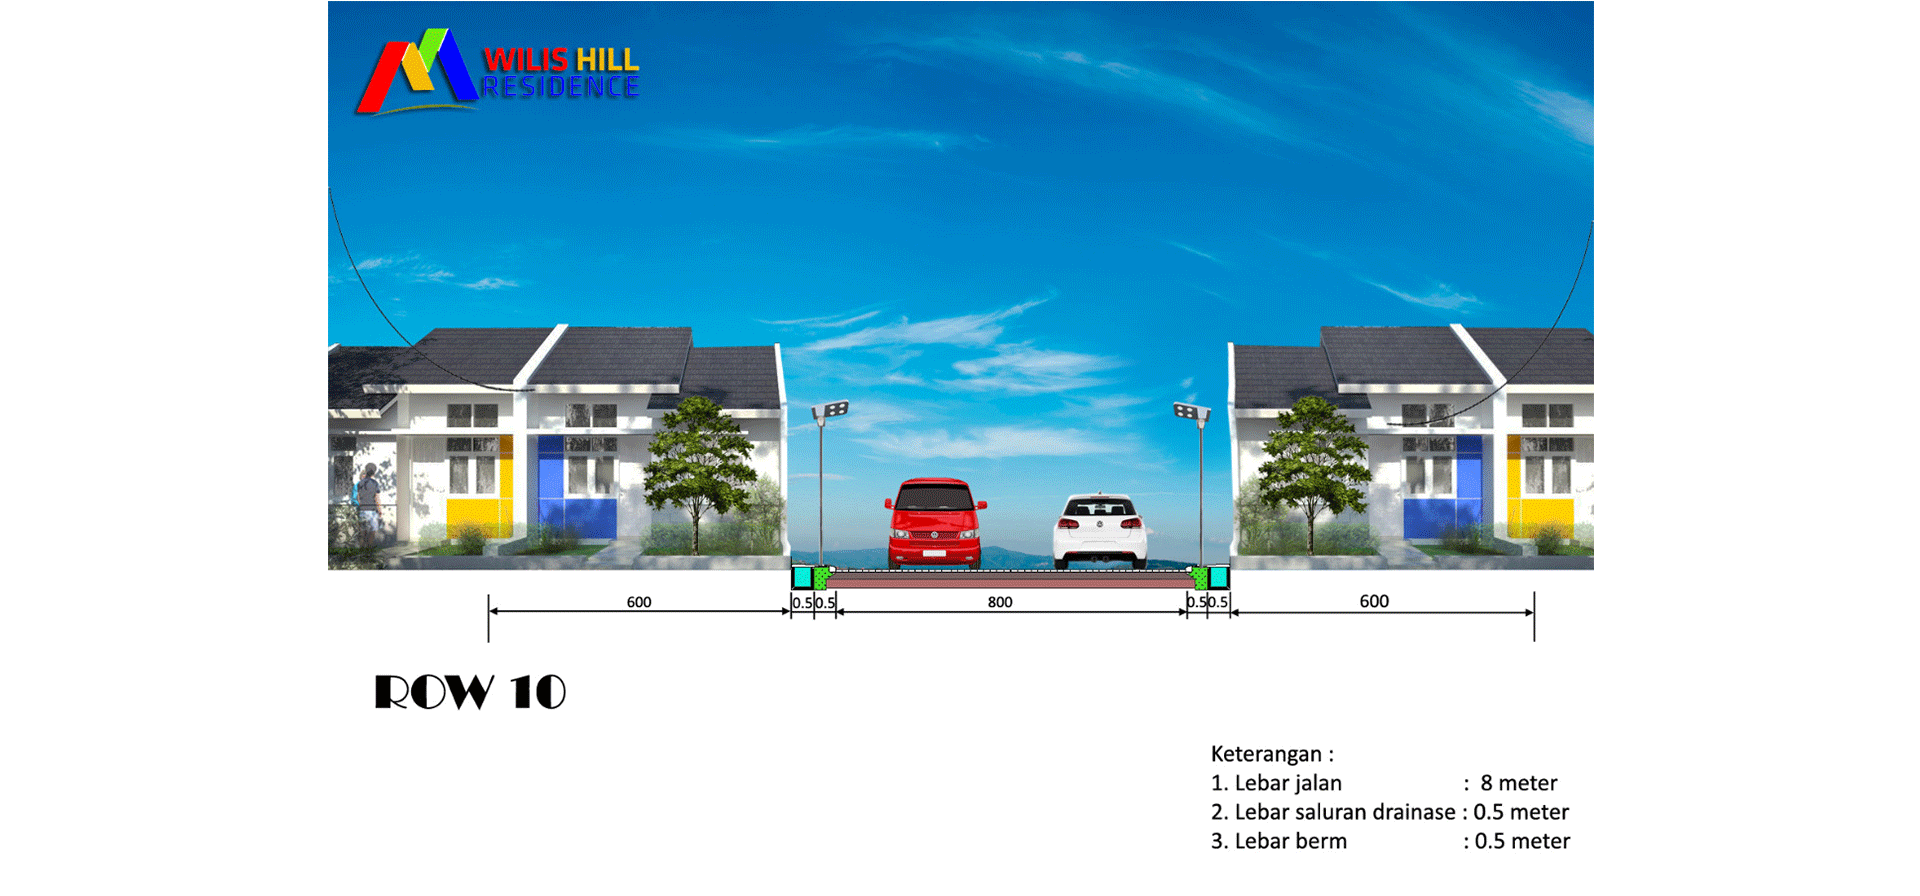 WILIS HILL
RESIDENCE
600 0.5 0.5 800 0.5 0.5 600
ROW 10
Keterangan :
1. Lebar jalan : 8 meter
2. Lebar saluran drainase : 0.5 meter
3. Lebar berm : 0.5 meter